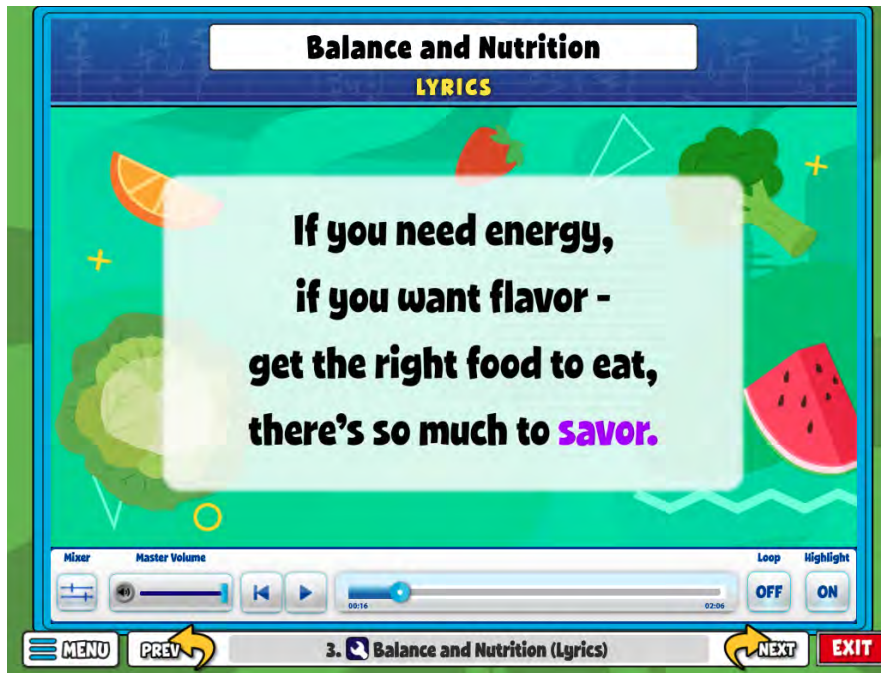 Balance and Nutrition
LYRICS
If you need energy,
if you want flavor -
get the right food to eat,
there's so much to savor.
Mixer
Master Volume
Loop
Highlight
00:16
02:06
OFF
ON
MENU
PREV
3. Balance and Nutrition (Lyrics)
NEXT
EXIT